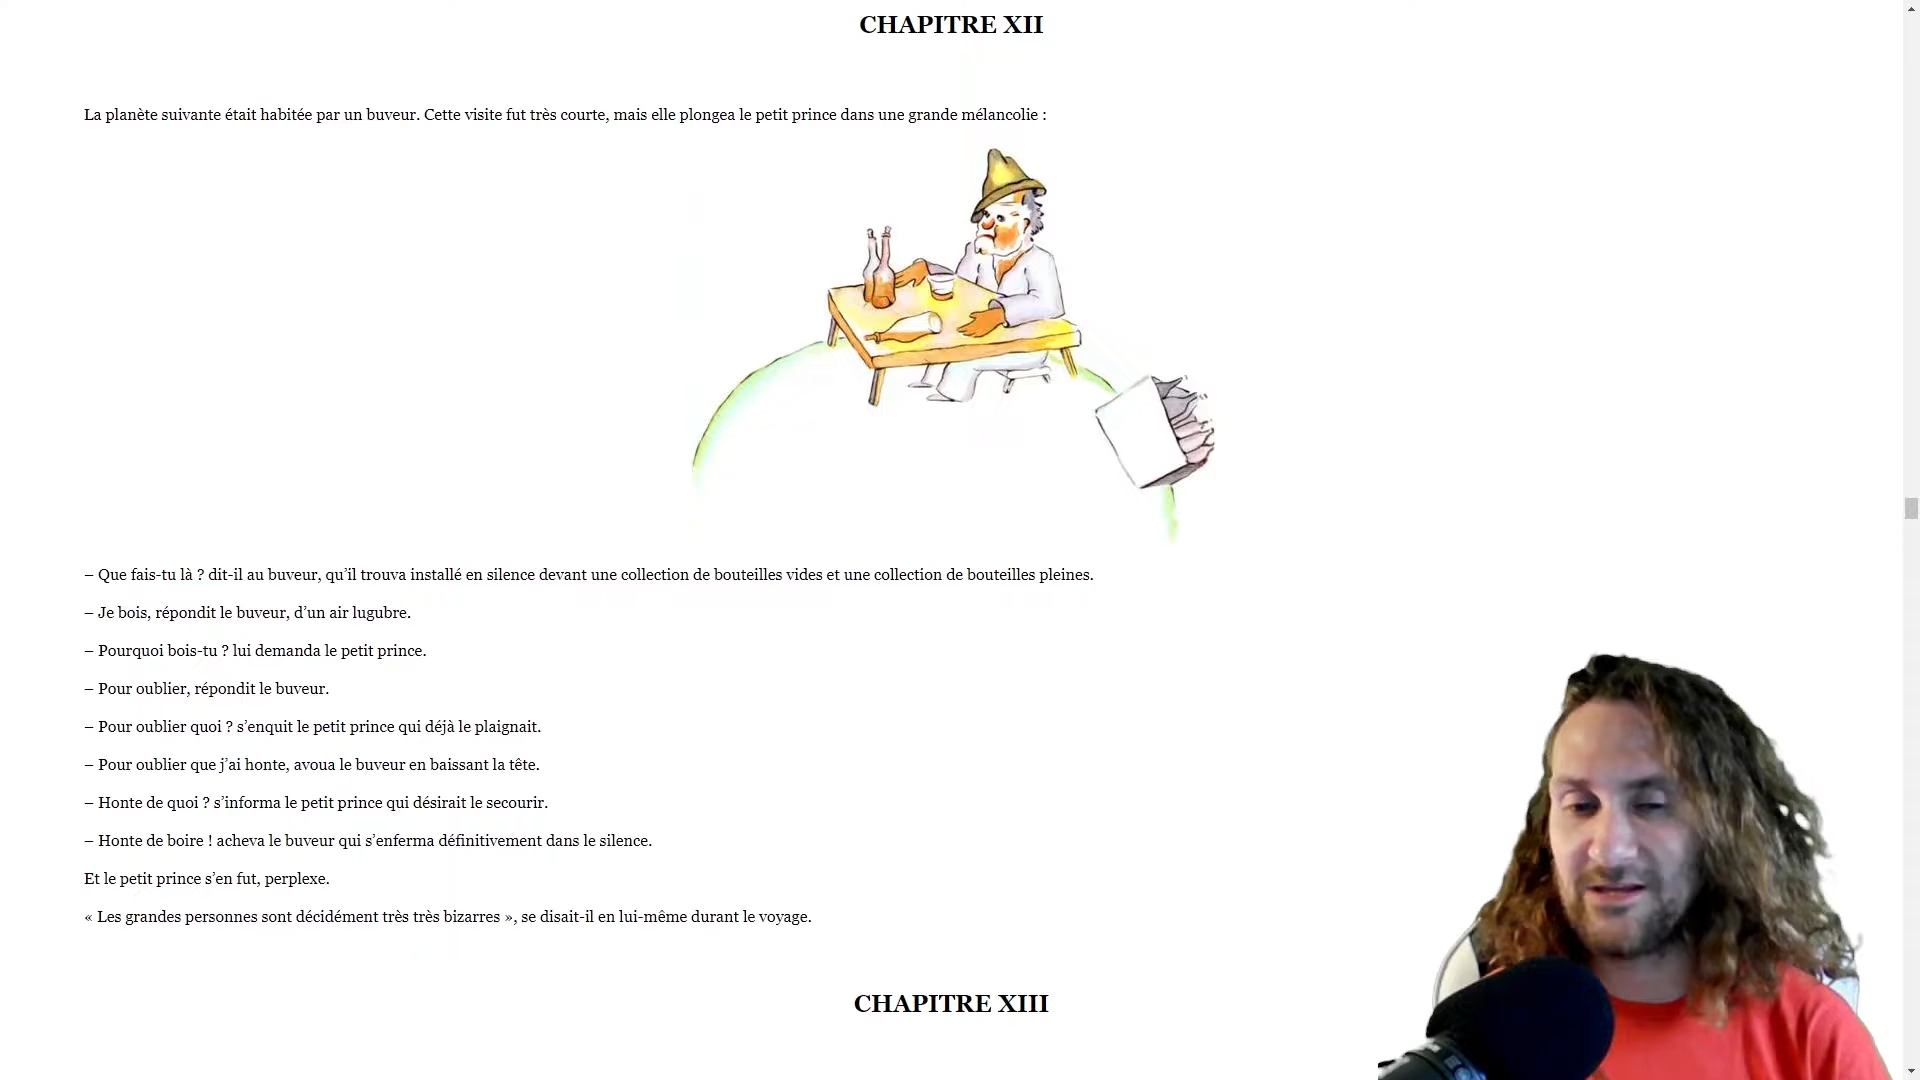 CHAPITRE XII
La planète suivante était habitée par un buveur. Cette visite fut très courte, mais elle plongea le petit prince dans une grande mélancolie :
– Que fais-tu là ? dit-il au buveur, qu’il trouva installé en silence devant une collection de bouteilles vides et une collection de bouteilles pleines.
– Je bois, répondit le buveur, d’un air lugubre.
– Pourquoi bois-tu ? lui demanda le petit prince.
– Pour oublier, répondit le buveur.
– Pour oublier quoi ? s’enquit le petit prince qui déjà le plaignait.
– Pour oublier que j’ai honte, avoua le buveur en baissant la tête.
– Honte de quoi ? s’informa le petit prince qui désirait le secourir.
– Honte de boire ! acheva le buveur qui s’enferma définitivement dans le silence.
Et le petit prince s’en fut, perplexe.
« Les grandes personnes sont décidément très très bizarres », se disait-il en lui-même durant le voyage.
CHAPITRE XIII